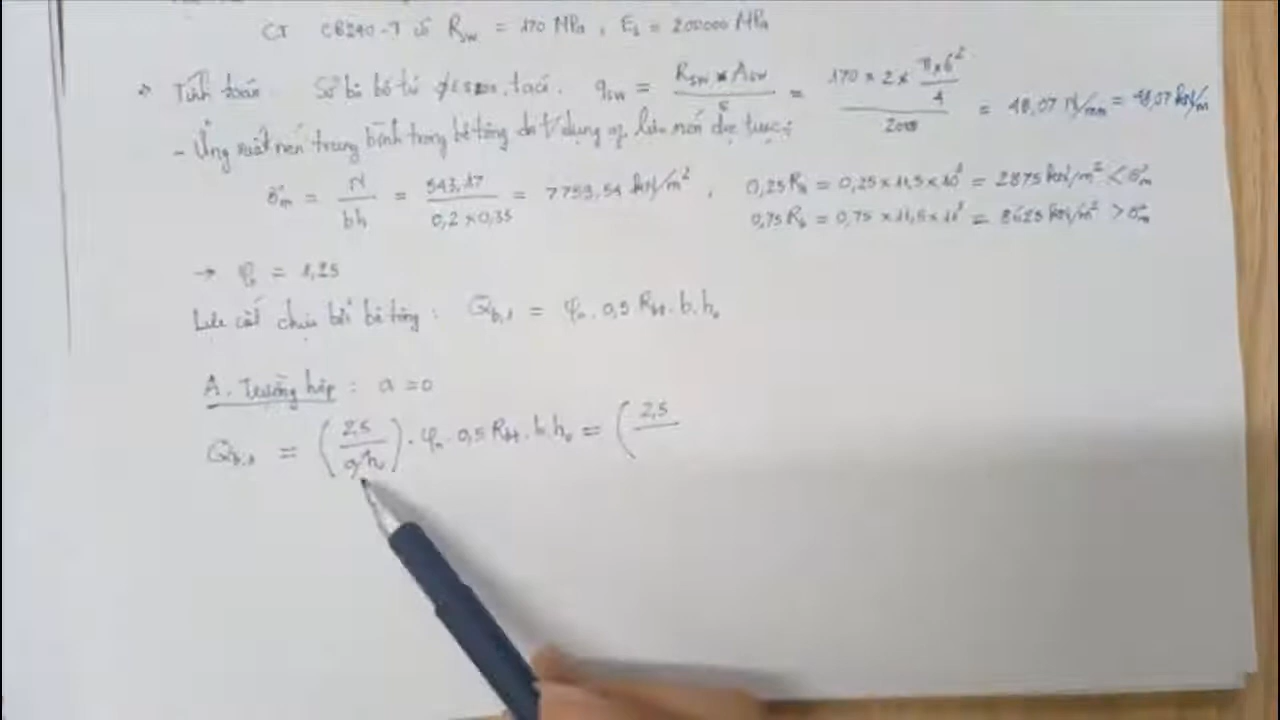 CT CB240-T có Rsw = 170 MPa, Es = 200000 MPa
Tính toán: Sơ bộ bố trí taci. qsw = (Rsw × Asw)/s = (170 × 2 × (π×6²)/4)/200 = 48,07 N/mm = 48,07 kN/m
- Ứng suất nén trung bình trong bê tông do t/dụng of lực nén dọc trục:
σm = N/bh = 543,17/(0,2 × 0,35) = 7759,54 kN/m², 0,25Rb = 0,25 × 11,5 × 10³ = 2875 kN/m² < σm
0,75Rb = 0,75 × 11,5 × 10³ = 8625 kN/m² > σm
→ φn = 1,25
Lực cắt chịu bởi bê tông: Qb,1 = φn. 0,5 Rbt. b. h₀
A. Trường hợp: a = 0
Qb,1 = (2,5/(a/h₀)). φn. 0,5 Rbt. b. h₀ = (2,5